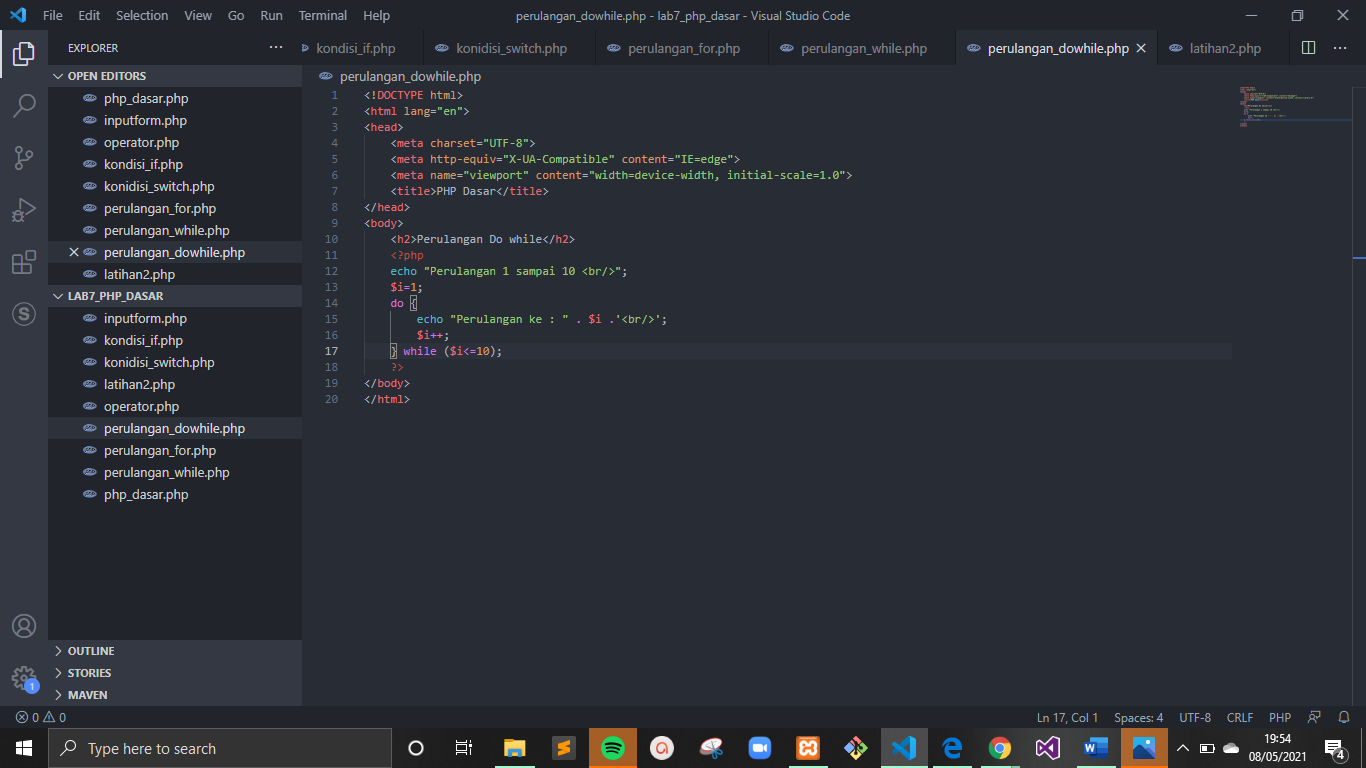 File Edit Selection View Go Run Terminal Help
perulangan_dowhile.php - lab7_php_dasar - Visual Studio Code
EXPLORER
kondisi_if.php
konidisi_switch.php
perulangan_for.php
perulangan_while.php
perulangan_dowhile.php
latihan2.php
OPEN EDITORS
php_dasar.php
inputform.php
operator.php
kondisi_if.php
konidisi_switch.php
perulangan_for.php
perulangan_while.php
perulangan_dowhile.php
latihan2.php
LAB7_PHP_DASAR
inputform.php
kondisi_if.php
konidisi_switch.php
latihan2.php
operator.php
perulangan_dowhile.php
perulangan_for.php
perulangan_while.php
php_dasar.php
OUTLINE
STORIES
MAVEN
perulangan_dowhile.php
1 <!DOCTYPE html>
2 <html lang="en">
3 <head>
4 <meta charset="UTF-8">
5 <meta http-equiv="X-UA-Compatible" content="IE=edge">
6 <meta name="viewport" content="width=device-width, initial-scale=1.0">
7 <title>PHP Dasar</title>
8 </head>
9 <body>
10 <h2>Perulangan Do while</h2>
11 <?php
12 echo "Perulangan 1 sampai 10 <br/>";
13 $i=1;
14 do {
15 echo "Perulangan ke : " . $i .'<br/>';
16 $i++;
17 } while ($i<=10);
18 ?>
19 </body>
20 </html>
1
0 0
Ln 17, Col 1 Spaces: 4 UTF-8 CRLF PHP
Type here to search
19:54
08/05/2021
4